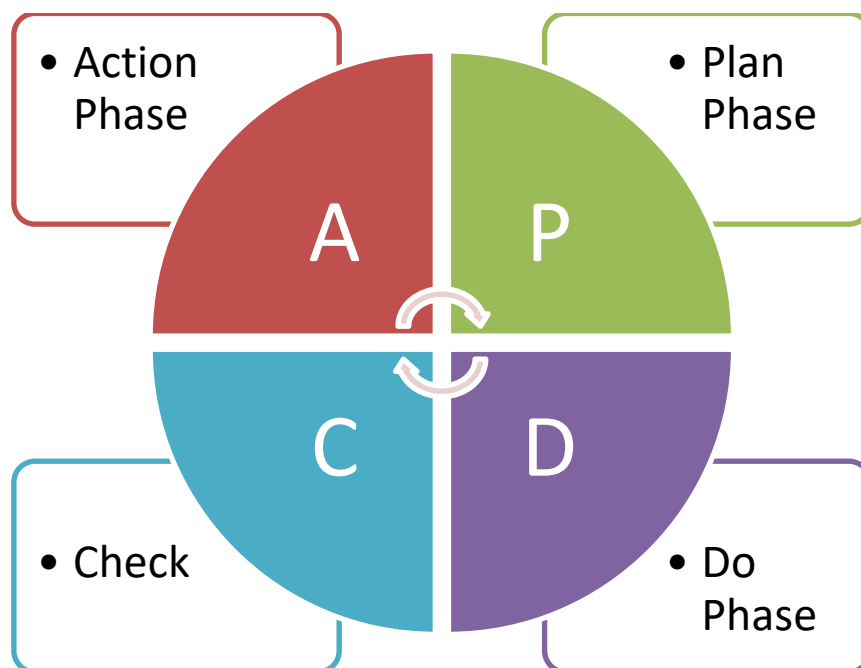 • Action
Phase
• Plan
Phase
A
P
C
D
• Check
• Do
Phase